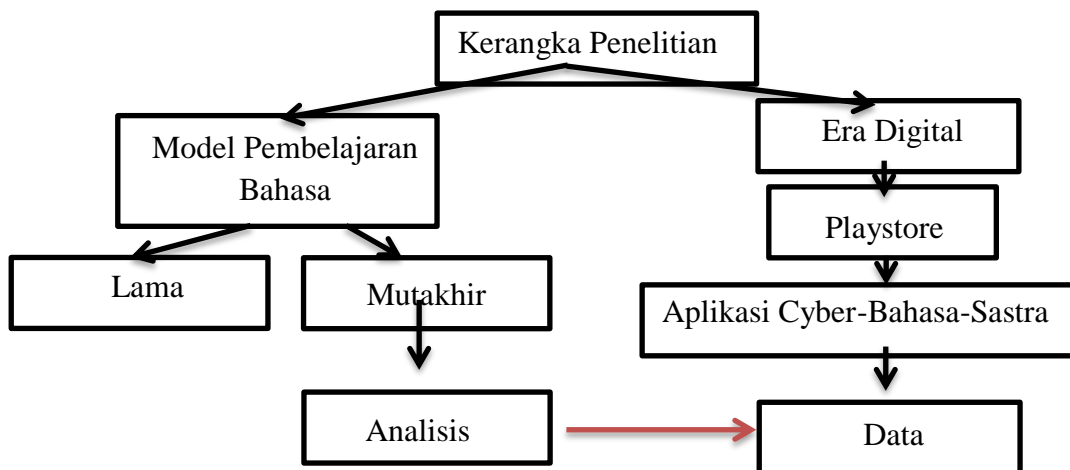 Kerangka Penelitian
Model Pembelajaran
Bahasa
Era Digital
Playstore
Lama
Mutakhir
Aplikasi Cyber-Bahasa-Sastra
Analisis
Data